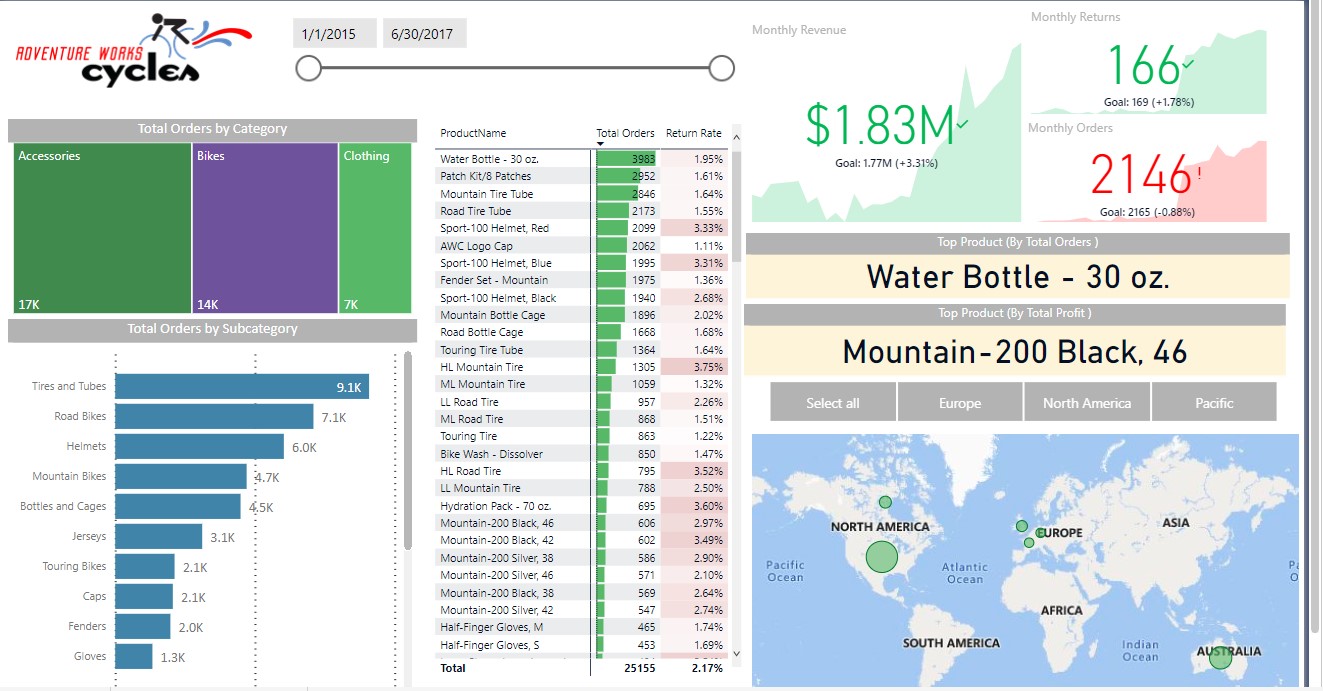 ADVENTURE WORKS
cycles
1/1/2015 6/30/2017
Total Orders by Category
Accessories Bikes Clothing
17K 14K 7K
Total Orders by Subcategory
Tires and Tubes 9.1K
Road Bikes 7.1K
Helmets 6.0K
Mountain Bikes 4.7K
Bottles and Cages 4.5K
Jerseys 3.1K
Touring Bikes 2.1K
Caps 2.1K
Fenders 2.0K
Gloves 1.3K
ProductName Total Orders Return Rate
Water Bottle - 30 oz. 3983 1.95%
Patch Kit/8 Patches 2952 1.61%
Mountain Tire Tube 2846 1.64%
Road Tire Tube 2173 1.55%
Sport-100 Helmet, Red 2099 3.33%
AWC Logo Cap 2062 1.11%
Sport-100 Helmet, Blue 1995 3.31%
Fender Set - Mountain 1975 1.36%
Sport-100 Helmet, Black 1940 2.68%
Mountain Bottle Cage 1896 2.02%
Road Bottle Cage 1668 1.68%
Touring Tire Tube 1364 1.64%
HL Mountain Tire 1305 3.75%
ML Mountain Tire 1059 1.32%
LL Road Tire 957 2.26%
ML Road Tire 868 1.51%
Touring Tire 863 1.22%
Bike Wash - Dissolver 850 1.47%
HL Road Tire 795 3.52%
LL Mountain Tire 788 2.50%
Hydration Pack - 70 oz. 695 3.60%
Mountain-200 Black, 46 606 2.97%
Mountain-200 Black, 42 602 3.49%
Mountain-200 Silver, 38 586 2.90%
Mountain-200 Silver, 46 571 2.10%
Mountain-200 Black, 38 569 2.64%
Mountain-200 Silver, 42 547 2.74%
Half-Finger Gloves, M 465 1.74%
Half-Finger Gloves, S 453 1.69%
Total 25155 2.17%
Monthly Revenue
$1.83M
Goal: 1.77M (+3.31%)
Monthly Returns
166
Goal: 169 (+1.78%)
Monthly Orders
2146!
Goal: 2165 (-0.88%)
Top Product (By Total Orders )
Water Bottle - 30 oz.
Top Product (By Total Profit )
Mountain-200 Black, 46
Select all Europe North America Pacific
NORTH AMERICA
EUROPE
ASIA
Pacific
Ocean
Atlantic
Ocean
AFRICA
SOUTH AMERICA
Indian
Ocean
AUSTRALIA